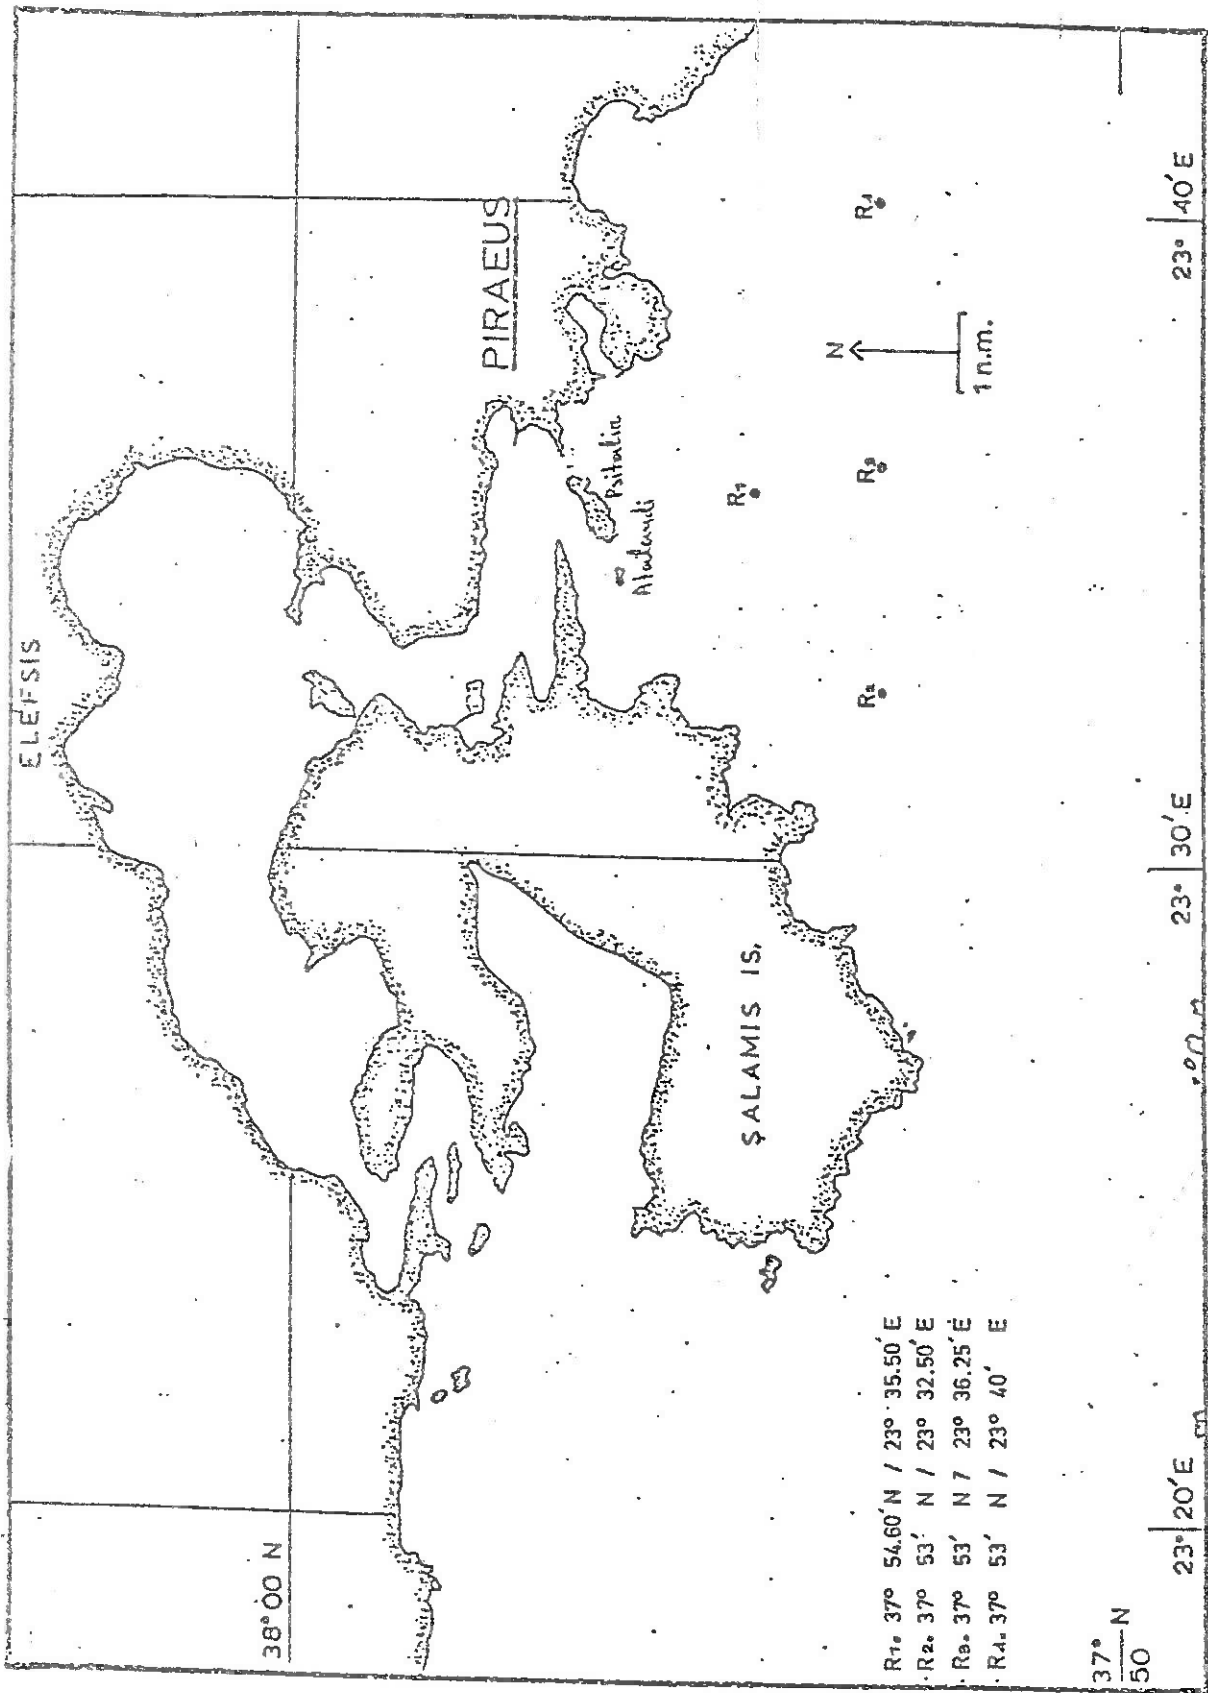 ELEFSIS
38°00 N
PIRAEUS
Psitalia
Atalandi
R1
R2
R3
R4
N
1 n.m.
SALAMIS IS.
R1. 37° 54.60' N / 23° 35.50' E
R2. 37° 53' N / 23° 32.50' E
R3. 37° 53' N / 23° 36.25' E
R4. 37° 53' N / 23° 40' E
37°
50 N
23° 20' E
23° 30' E
23° 40' E